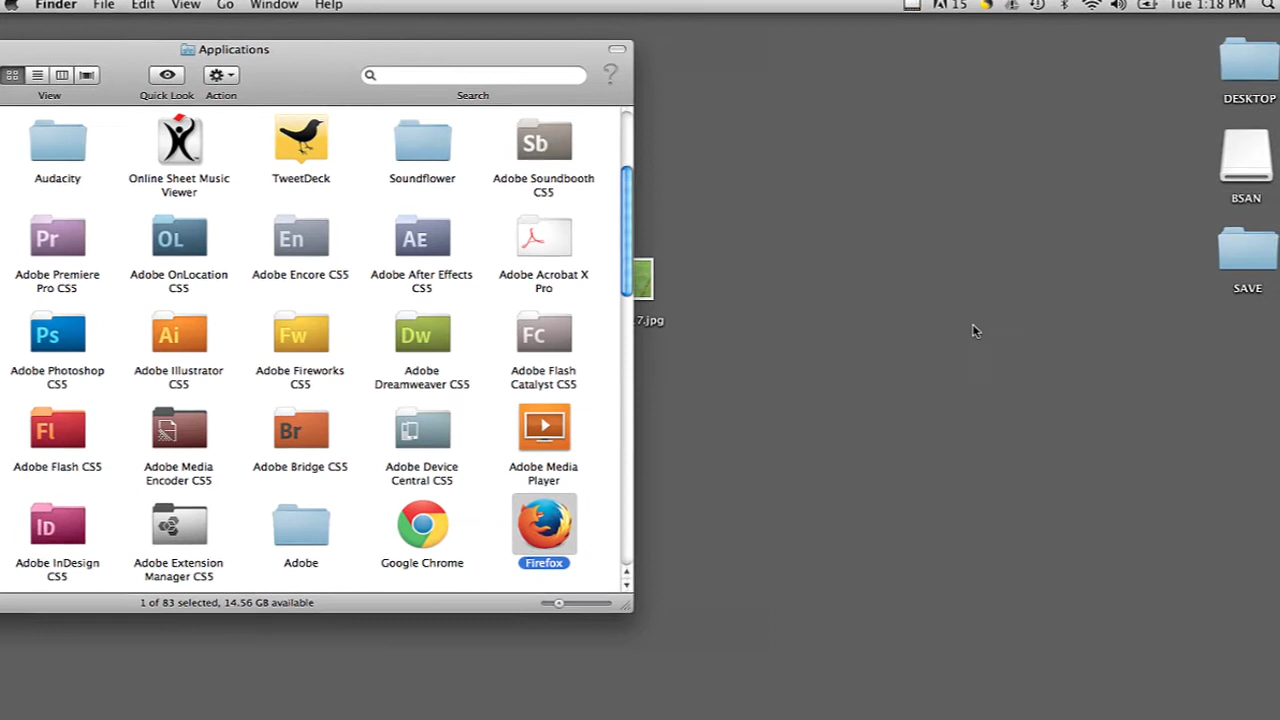 Finder File Edit View Go Window Help
15 Tue 1:18 PM
Applications
View Quick Look Action Search
Audacity
Online Sheet Music
Viewer
TweetDeck
Soundflower
Sb
Adobe Soundbooth
CS5
Pr
Adobe Premiere
Pro CS5
OL
Adobe OnLocation
CS5
En
Adobe Encore CS5
AE
Adobe After Effects
CS5
Adobe Acrobat X
Pro
Ps
Adobe Photoshop
CS5
Ai
Adobe Illustrator
CS5
Fw
Adobe Fireworks
CS5
Dw
Adobe
Dreamweaver CS5
Fc
Adobe Flash
Catalyst CS5
Fl
Adobe Flash CS5
Adobe Media
Encoder CS5
Br
Adobe Bridge CS5
Adobe Device
Central CS5
Adobe Media
Player
Id
Adobe InDesign
CS5
Adobe Extension
Manager CS5
Adobe
Google Chrome
Firefox
1 of 83 selected, 14.56 GB available
7.jpg
DESKTOP
BSAN
SAVE